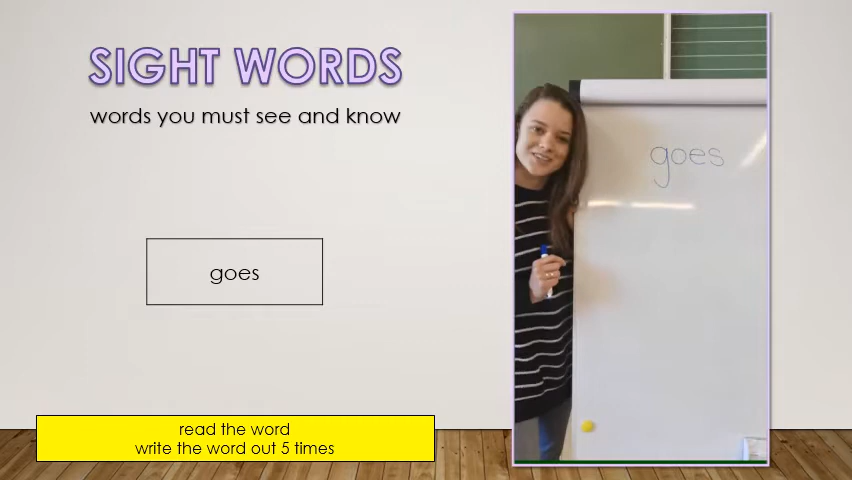 SIGHT WORDS
words you must see and know
goes
goes
read the word
write the word out 5 times